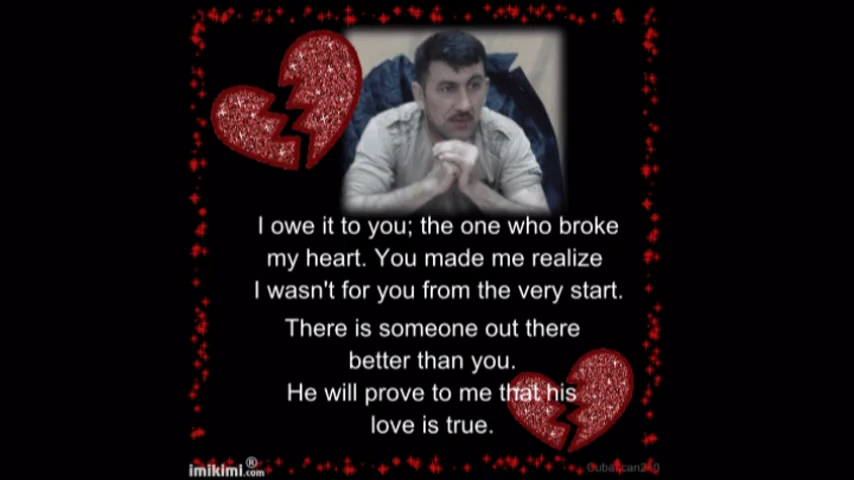 I owe it to you; the one who broke
my heart. You made me realize
I wasn't for you from the very start.
There is someone out there
better than you.
He will prove to me that his
love is true.
imikimi®.com